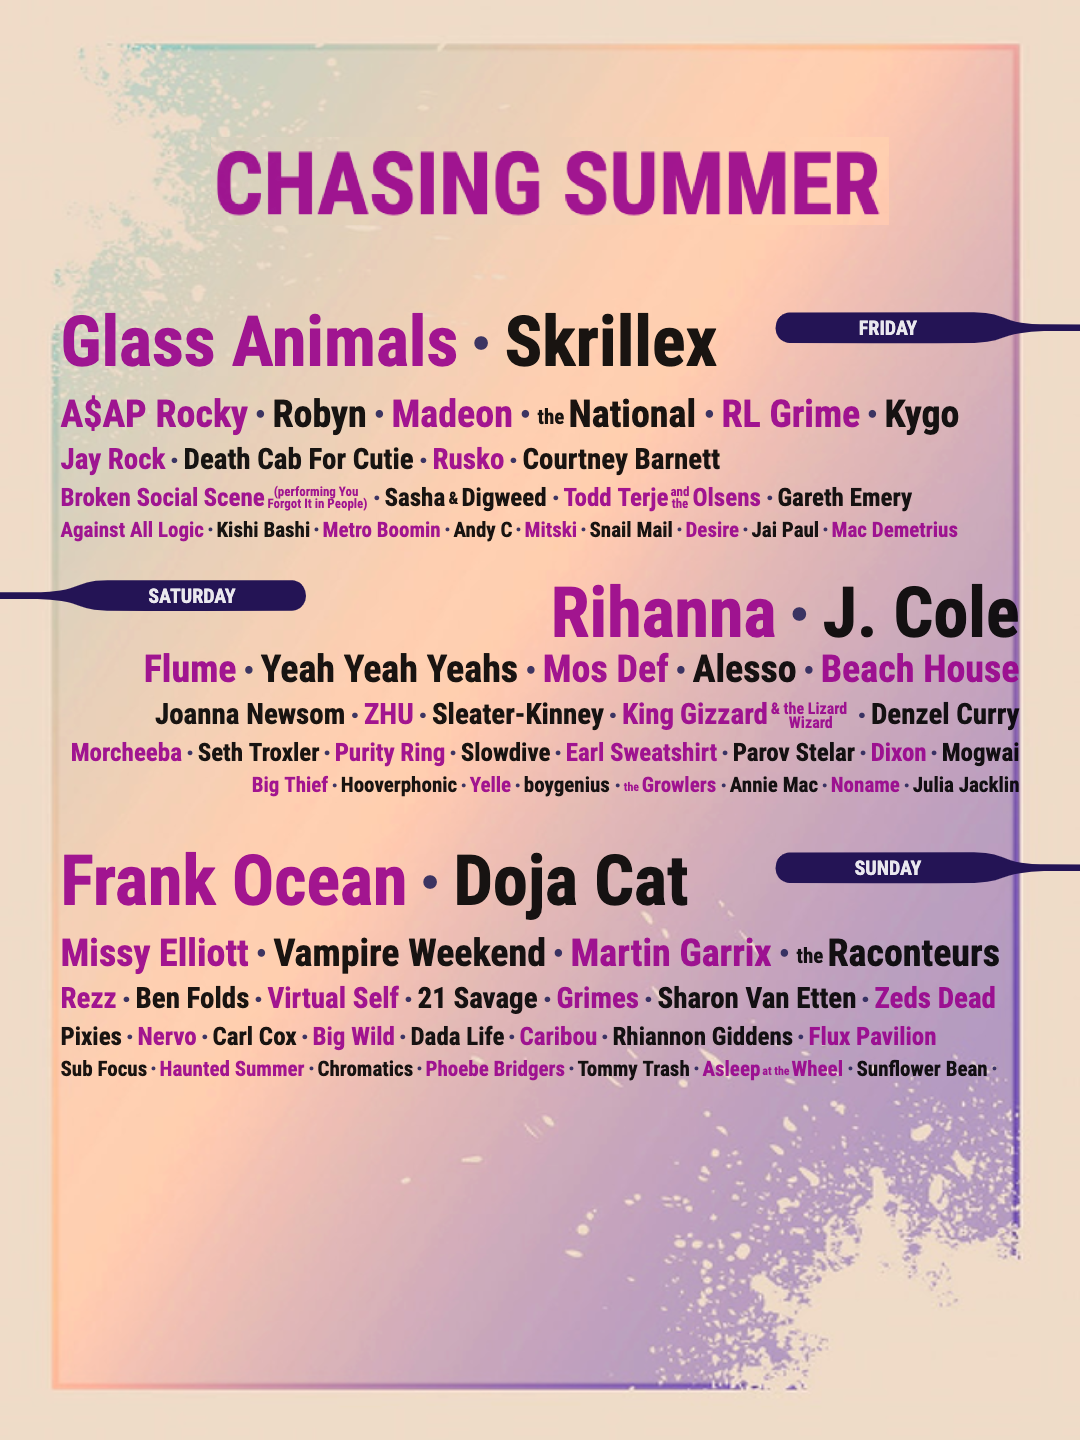 CHASING SUMMER
Glass Animals • Skrillex
FRIDAY
A$AP Rocky • Robyn • Madeon • the National • RL Grime • Kygo
Jay Rock • Death Cab For Cutie • Rusko • Courtney Barnett
Broken Social Scene (performing You Forgot It in People) • Sasha & Digweed • Todd Terje and the Olsens • Gareth Emery
Against All Logic • Kishi Bashi • Metro Boomin • Andy C • Mitski • Snail Mail • Desire • Jai Paul • Mac Demetrius
SATURDAY
Rihanna • J. Cole
Flume • Yeah Yeah Yeahs • Mos Def • Alesso • Beach House
Joanna Newsom • ZHU • Sleater-Kinney • King Gizzard & the Lizard Wizard • Denzel Curry
Morcheeba • Seth Troxler • Purity Ring • Slowdive • Earl Sweatshirt • Parov Stelar • Dixon • Mogwai
Big Thief • Hooverphonic • Yelle • boygenius • the Growlers • Annie Mac • Noname • Julia Jacklin
Frank Ocean • Doja Cat
SUNDAY
Missy Elliott • Vampire Weekend • Martin Garrix • the Raconteurs
Rezz • Ben Folds • Virtual Self • 21 Savage • Grimes • Sharon Van Etten • Zeds Dead
Pixies • Nervo • Carl Cox • Big Wild • Dada Life • Caribou • Rhiannon Giddens • Flux Pavilion
Sub Focus • Haunted Summer • Chromatics • Phoebe Bridgers • Tommy Trash • Asleep at the Wheel • Sunflower Bean •